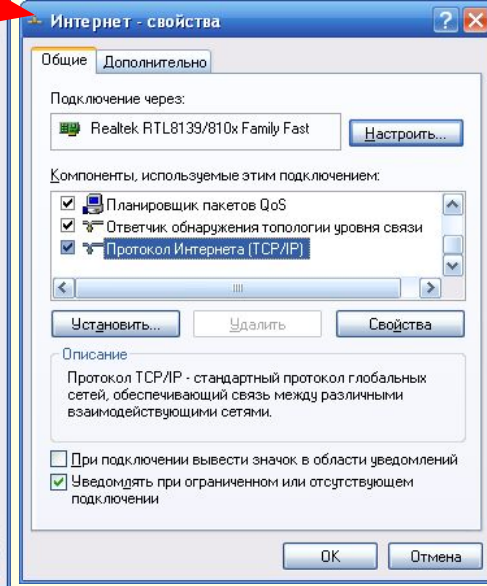 Интернет - свойства
Общие Дополнительно
Подключение через:
Realtek RTL8139/810x Family Fast Настроить...
Компоненты, используемые этим подключением:
Планировщик пакетов QoS
Ответчик обнаружения топологии уровня связи
Протокол Интернета (TCP/IP)
Установить... Удалить Свойства
Описание
Протокол TCP/IP - стандартный протокол глобальных
сетей, обеспечивающий связь между различными
взаимодействующими сетями.
При подключении вывести значок в области уведомлений
Уведомлять при ограниченном или отсутствующем
подключении
OK Отмена